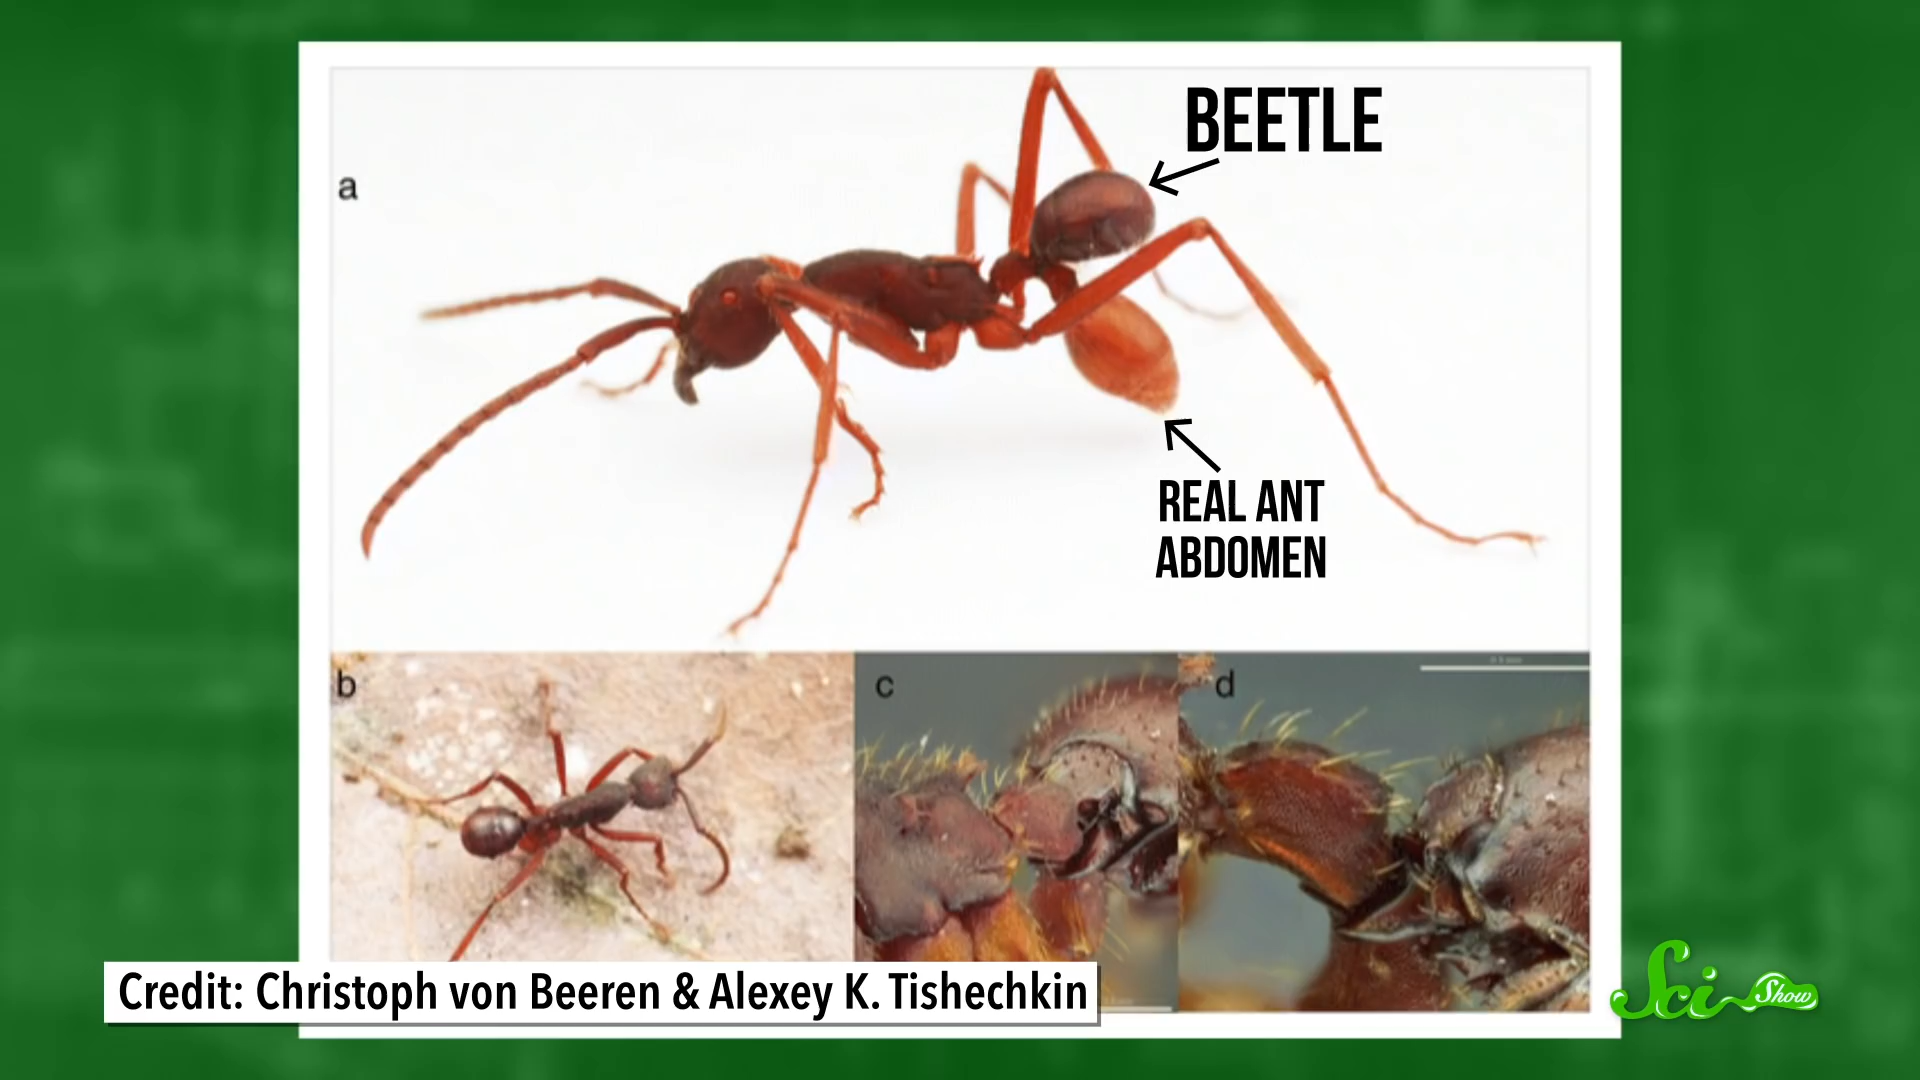 BEETLE
a
REAL ANT
ABDOMEN
b
c
d
Credit: Christoph von Beeren & Alexey K. Tishechkin
Sci Show